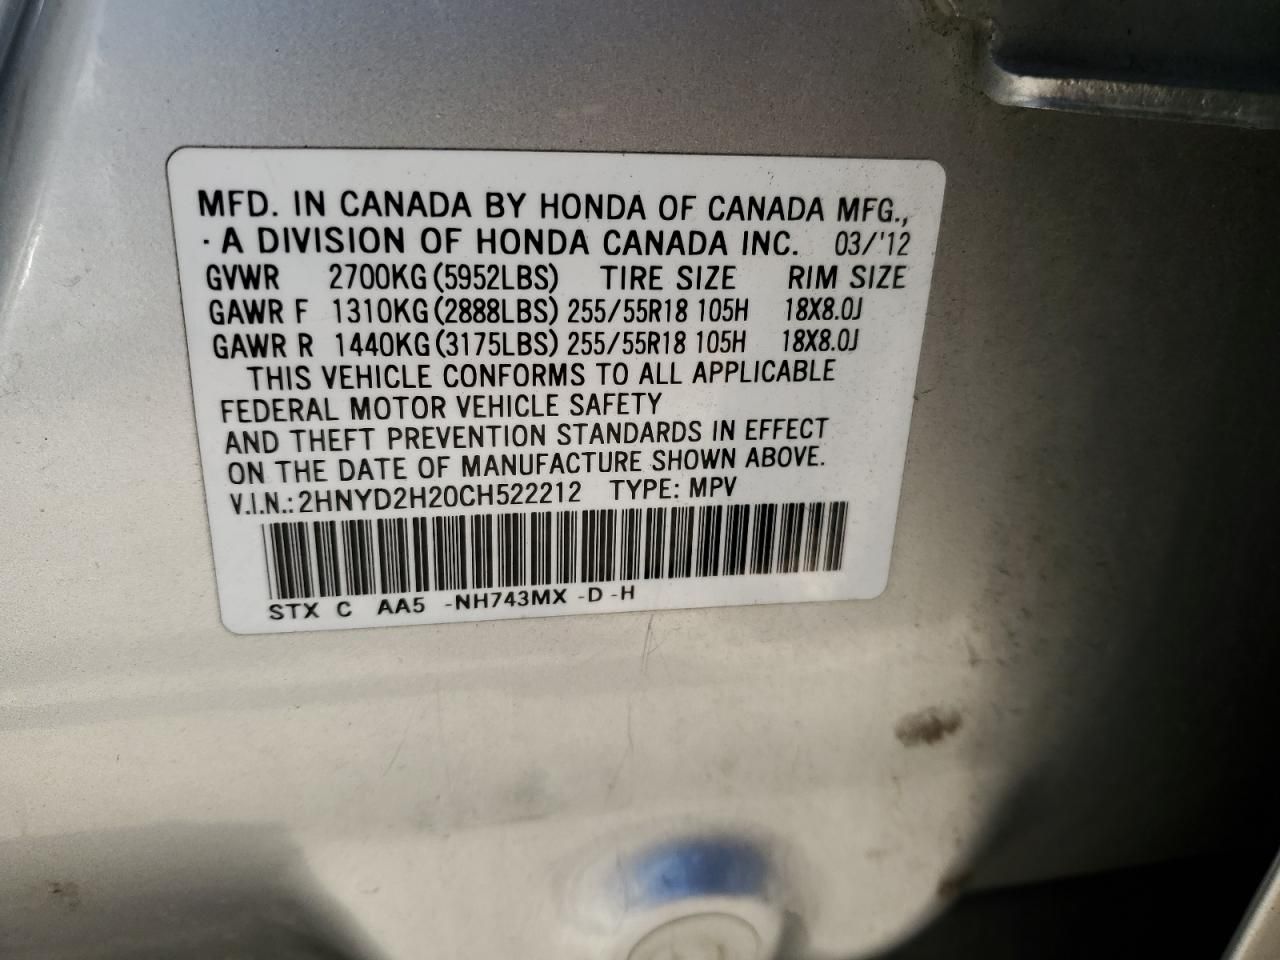 MFD. IN CANADA BY HONDA OF CANADA MFG.,
· A DIVISION OF HONDA CANADA INC. 03/'12
GVWR 2700KG (5952LBS) TIRE SIZE RIM SIZE
GAWR F 1310KG (2888LBS) 255/55R18 105H 18X8.0J
GAWR R 1440KG (3175LBS) 255/55R18 105H 18X8.0J
THIS VEHICLE CONFORMS TO ALL APPLICABLE
FEDERAL MOTOR VEHICLE SAFETY
AND THEFT PREVENTION STANDARDS IN EFFECT
ON THE DATE OF MANUFACTURE SHOWN ABOVE.
V.I.N.: 2HNYD2H20CH522212 TYPE: MPV
STX C AA5 -NH743MX -D -H